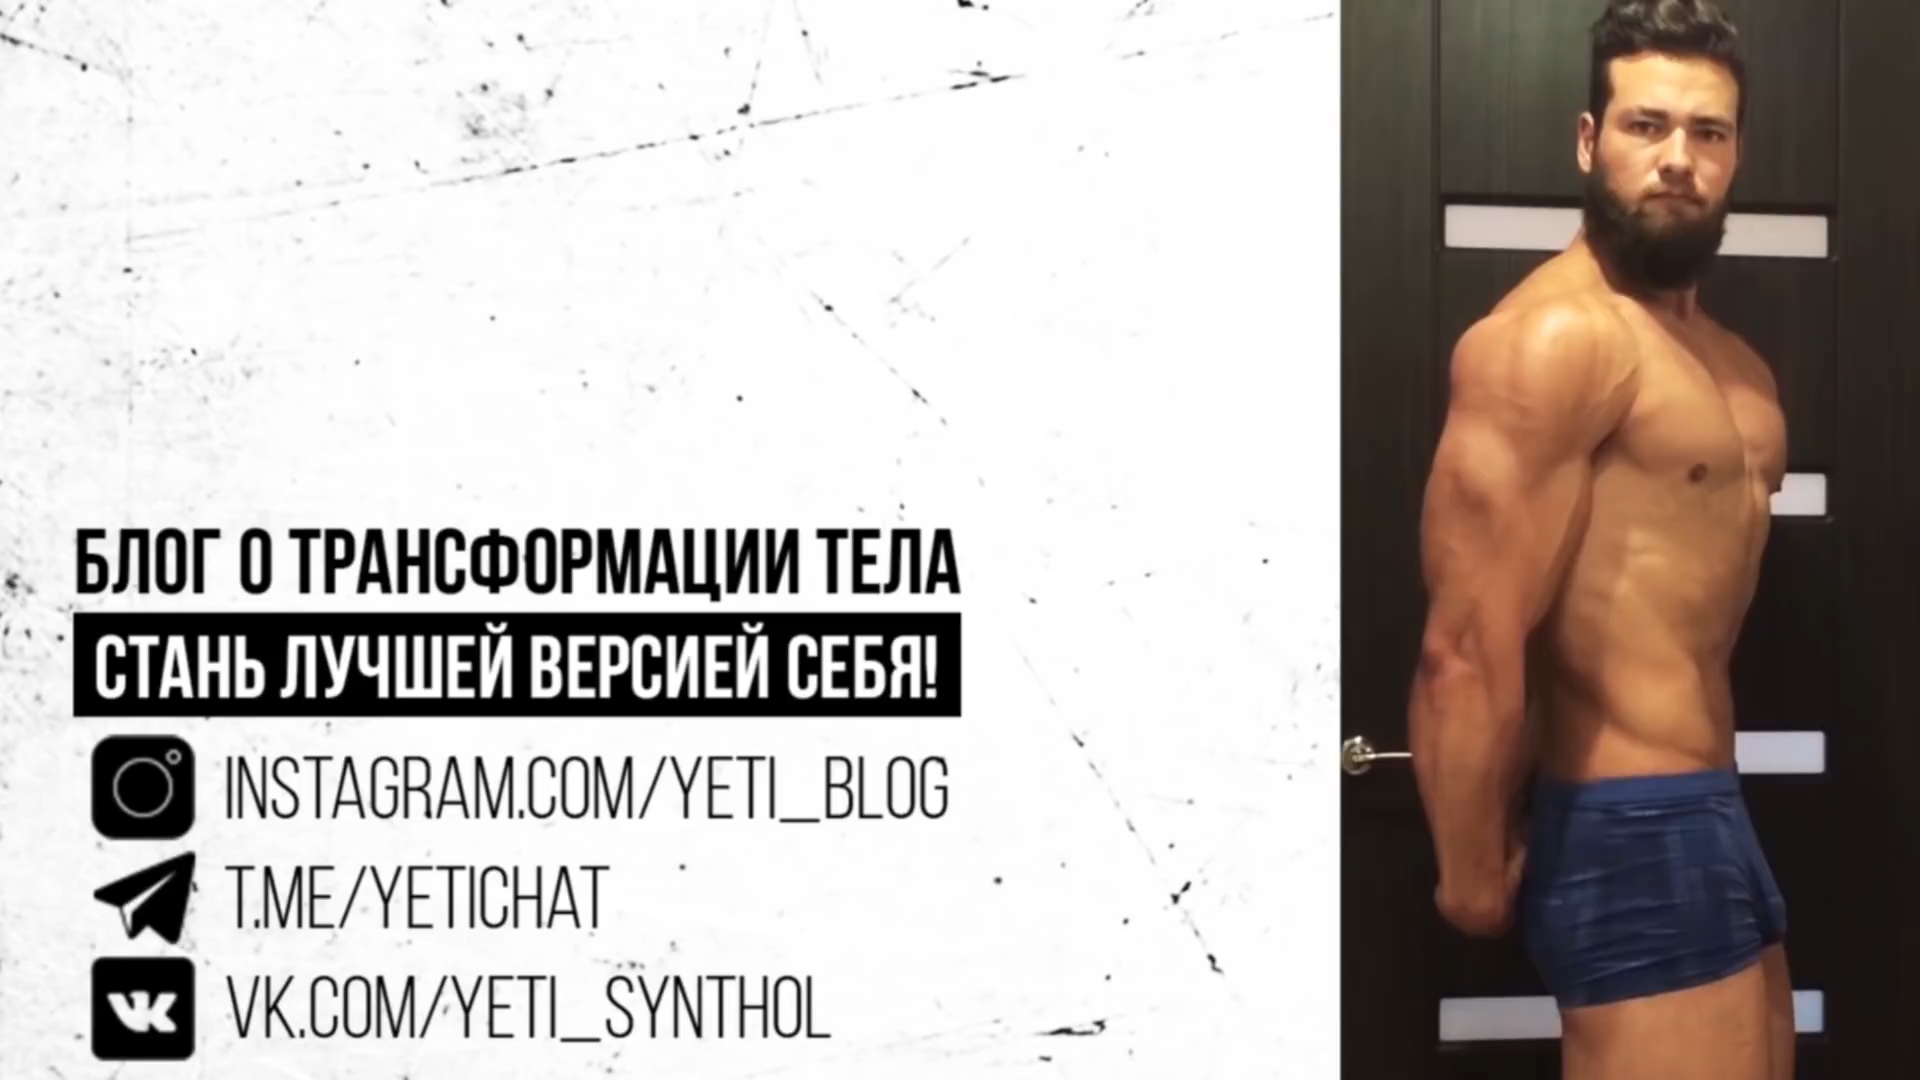 БЛОГ О ТРАНСФОРМАЦИИ ТЕЛА
СТАНЬ ЛУЧШЕЙ ВЕРСИЕЙ СЕБЯ!
INSTAGRAM.COM/YETI_BLOG
T.ME/YETICHAT
VK.COM/YETI_SYNTHOL